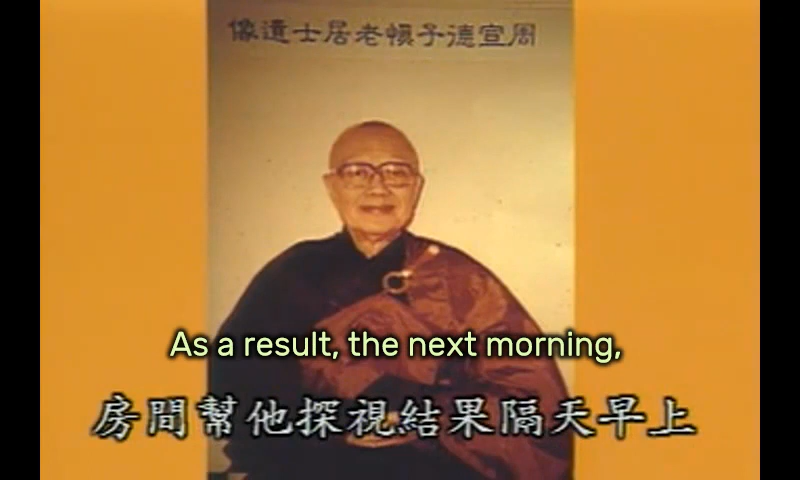 周宣德子慎老居士遺像
As a result, the next morning,
房間幫他探視結果隔天早上